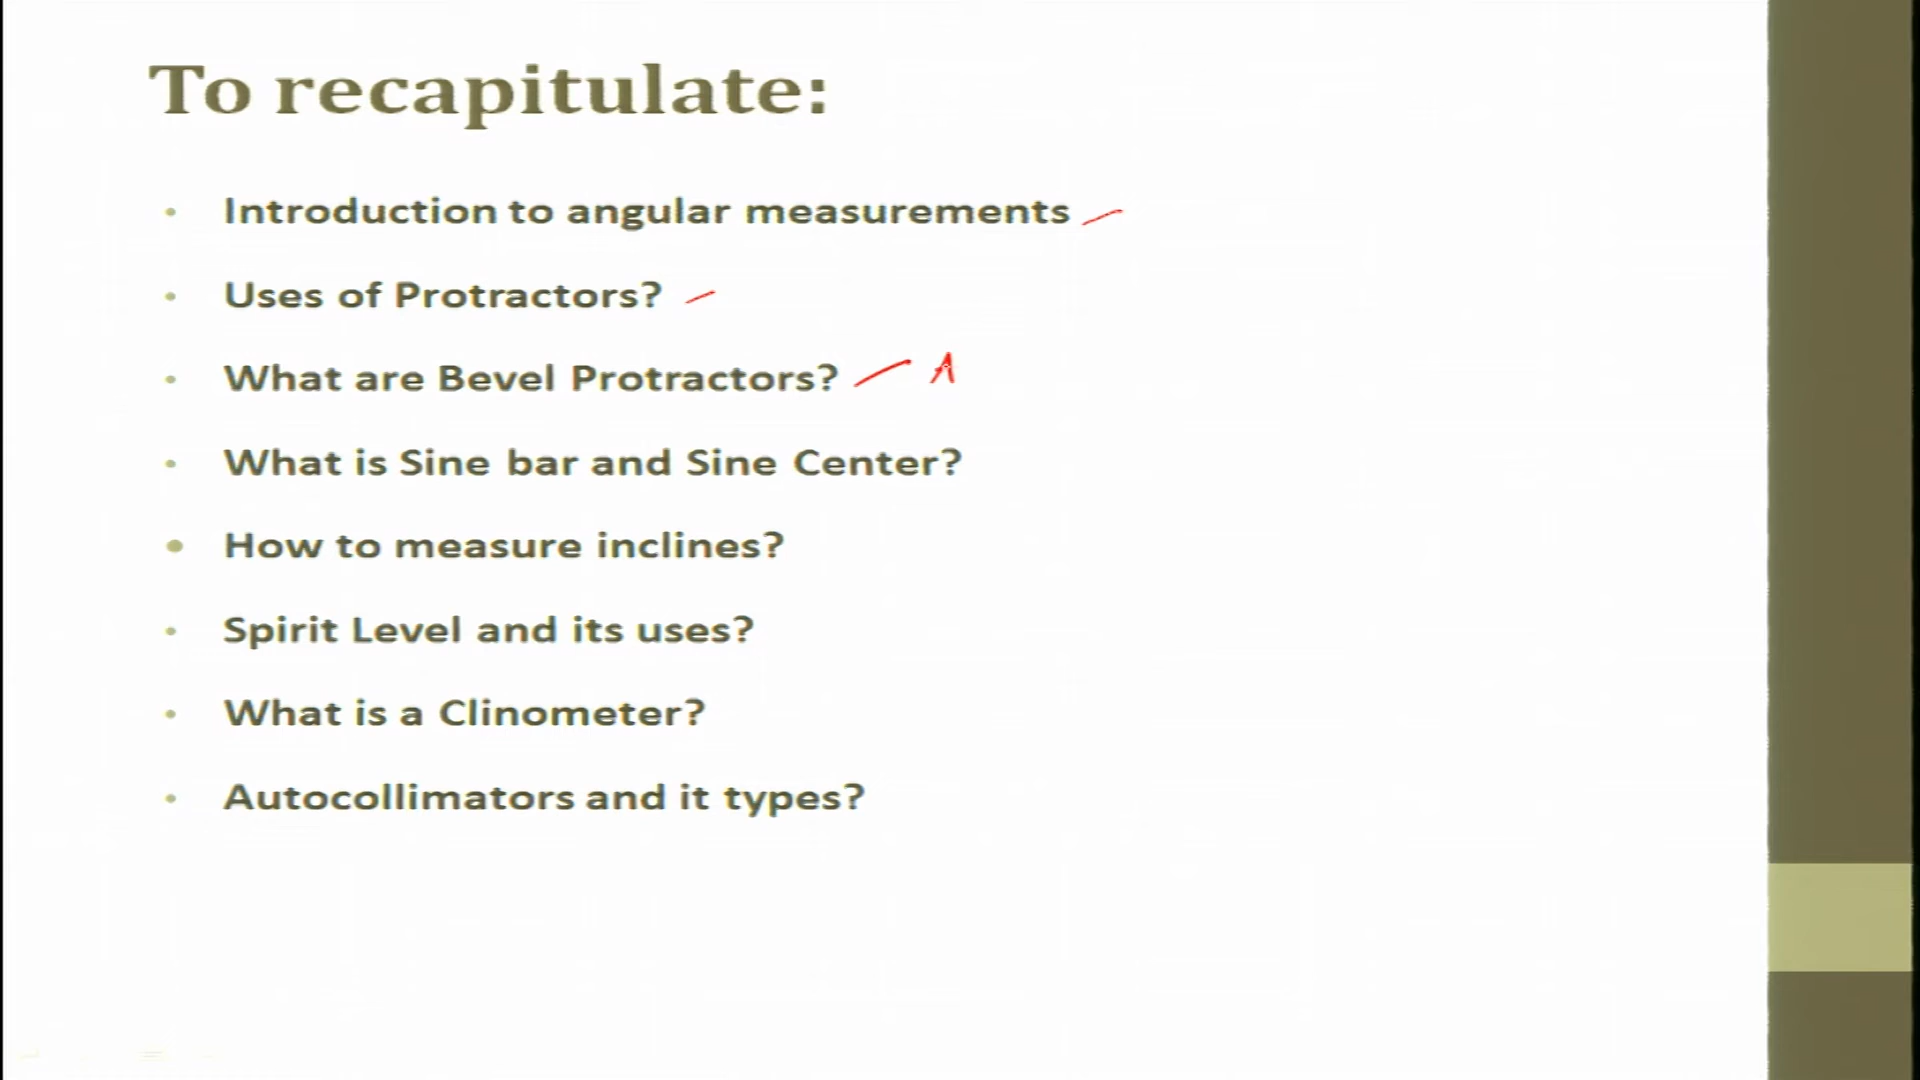 To recapitulate:
• Introduction to angular measurements
• Uses of Protractors?
• What are Bevel Protractors? A
• What is Sine bar and Sine Center?
• How to measure inclines?
• Spirit Level and its uses?
• What is a Clinometer?
• Autocollimators and it types?